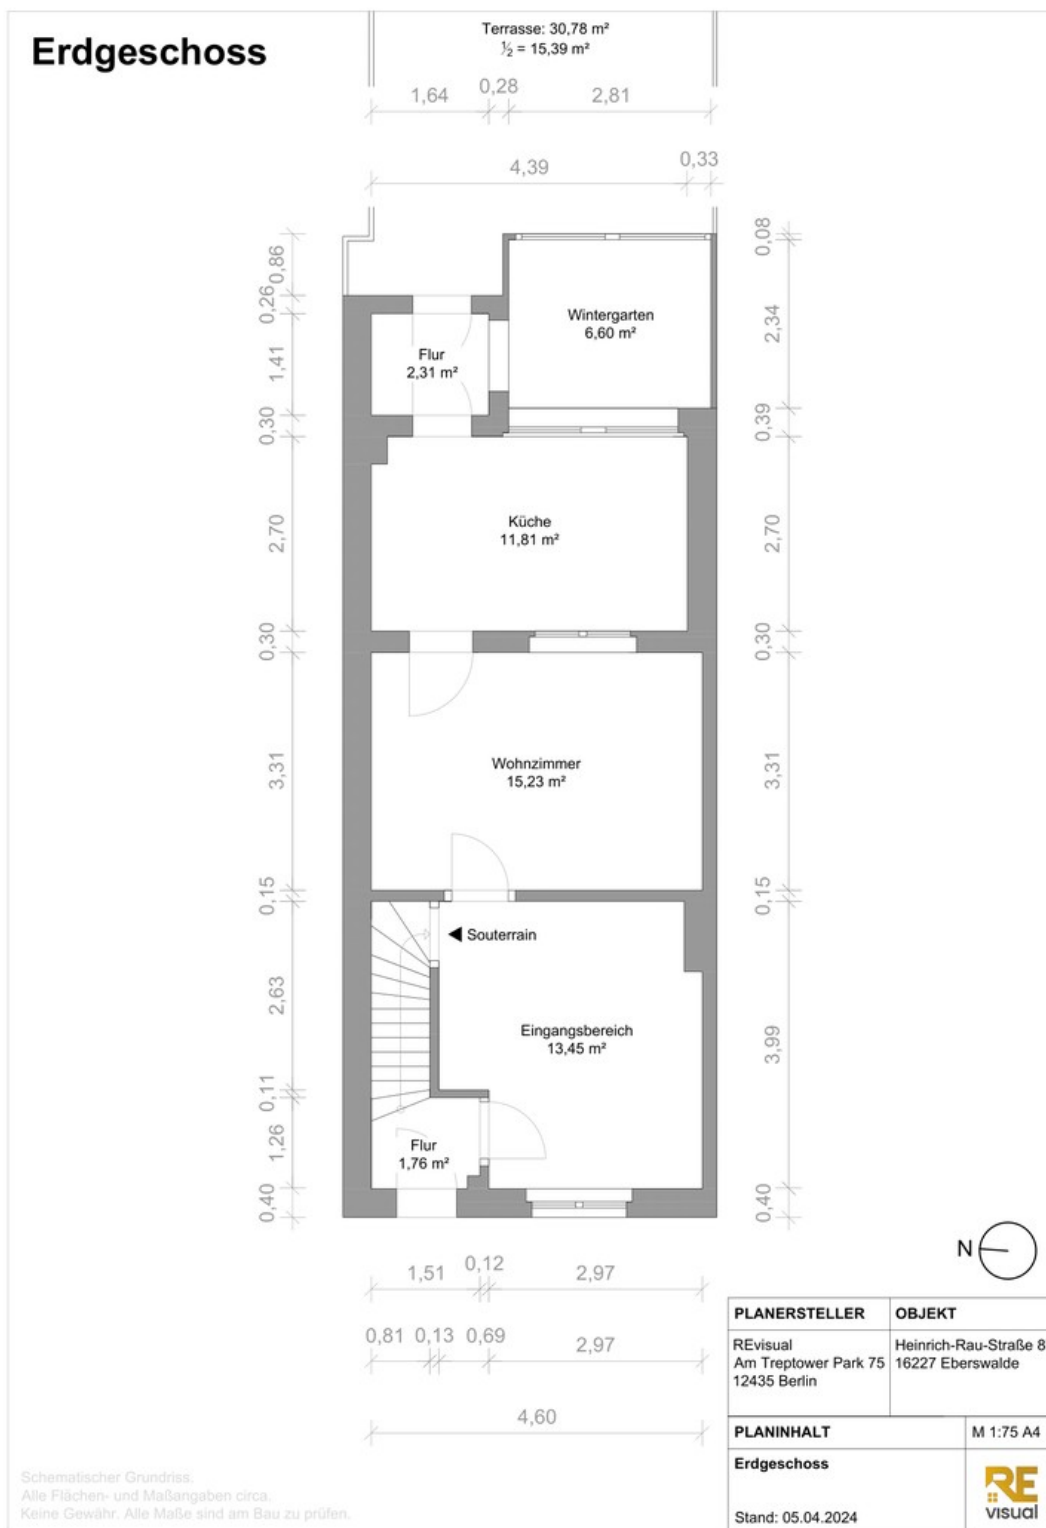 Erdgeschoss
Terrasse: 30,78 m²
½ = 15,39 m²
1,64
0,28
2,81
4,39
0,33
0,86
0,26
1,41
0,30
2,70
0,30
3,31
0,15
2,63
0,11
1,26
0,40
0,08
2,34
0,39
2,70
0,30
3,31
0,15
3,99
0,40
Wintergarten
6,60 m²
Flur
2,31 m²
Küche
11,81 m²
Wohnzimmer
15,23 m²
Souterrain
Eingangsbereich
13,45 m²
Flur
1,76 m²
1,51
0,12
2,97
0,81
0,13
0,69
2,97
4,60
N
PLANERSTELLER
OBJEKT
REvisual
Am Treptower Park 75
12435 Berlin
Heinrich-Rau-Straße 8
16227 Eberswalde
PLANINHALT
M 1:75 A4
Erdgeschoss
Stand: 05.04.2024
RE
visual
Schematischer Grundriss.
Alle Flächen- und Maßangaben circa.
Keine Gewähr. Alle Maße sind am Bau zu prüfen.